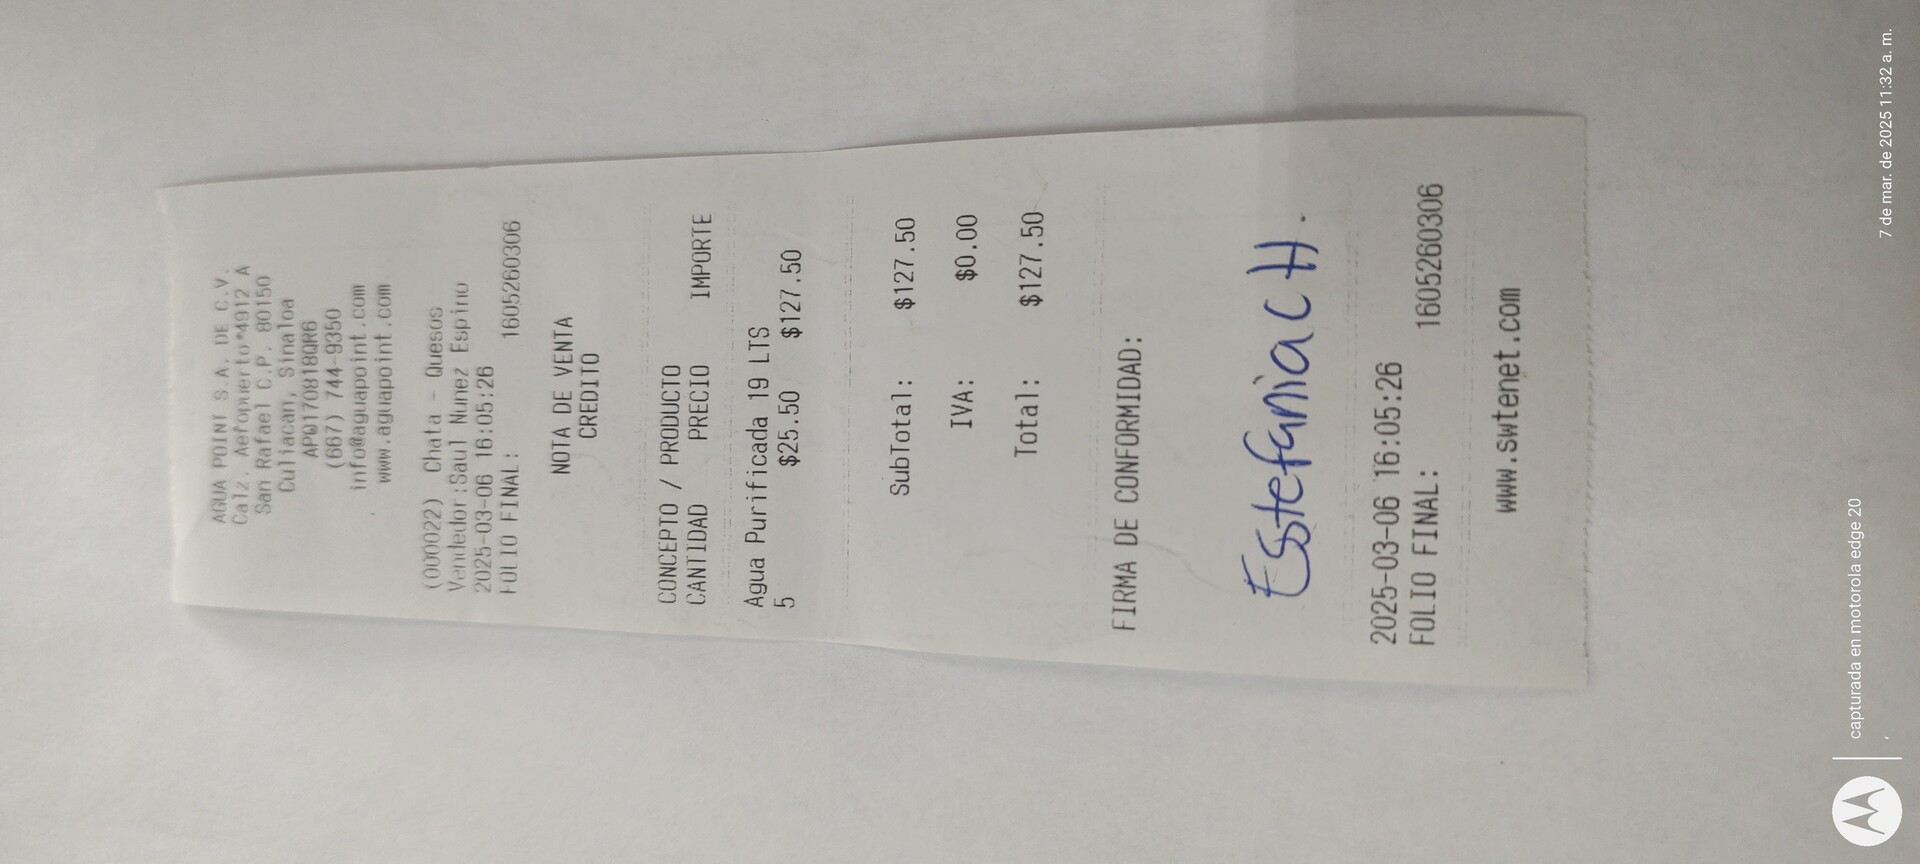 AGUA POINT S.A. DE C.V.
Calz. Aeropuerto*4912 A
San Rafael C.P. 80150
Culiacan, Sinaloa
APO170818QR6
(667) 744-9350
info@aguapoint.com
www.aguapoint.com
(000022) Chata - Quesos
Vendedor:Saul Nunez Espino
2025-03-06 16:05:26
FOLIO FINAL: 1605260306
NOTA DE VENTA
CREDITO
CONCEPTO / PRODUCTO
CANTIDAD PRECIO IMPORTE
Agua Purificada 19 LTS
5 $25.50 $127.50
SubTotal: $127.50
IVA: $0.00
Total: $127.50
FIRMA DE CONFORMIDAD:
Estefania CH.
2025-03-06 16:05:26
FOLIO FINAL: 1605260306
www.swtenet.com
capturada en motorola edge 20
7 de mar. de 2025 11:32 a. m.